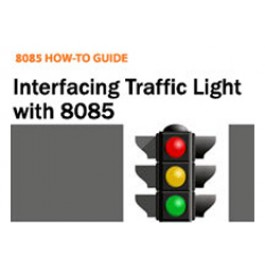 8085 HOW-TO GUIDE
Interfacing Traffic Light
with 8085